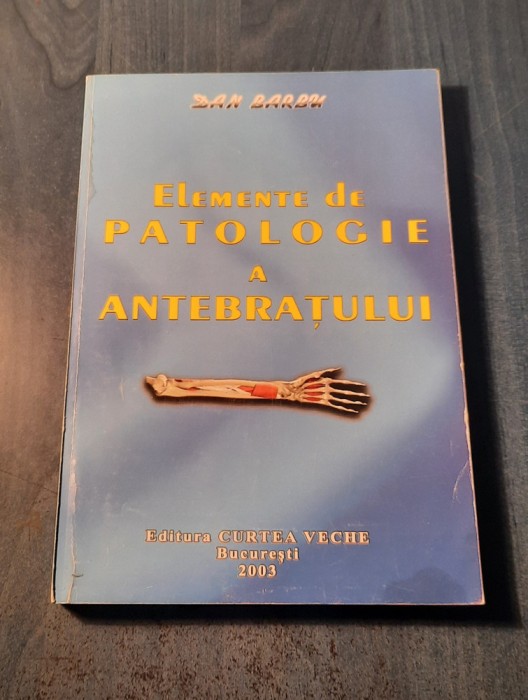 DAN BARBU
ELEMENTE de
PATOLOGIE
A
ANTEBRAȚULUI
Editura CURTEA VECHE
București
2003